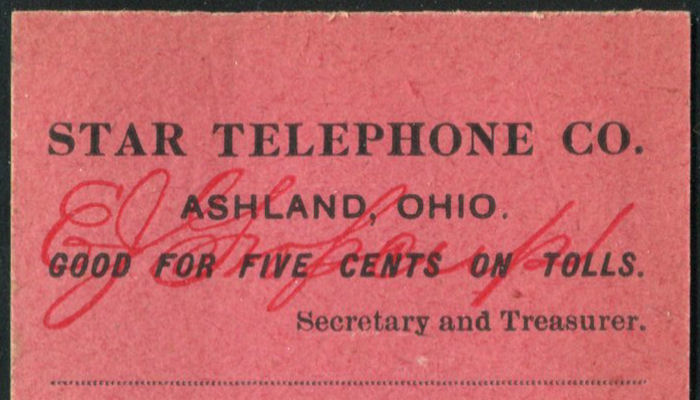 STAR TELEPHONE CO.
ASHLAND, OHIO.
GOOD FOR FIVE CENTS ON TOLLS.
Secretary and Treasurer.